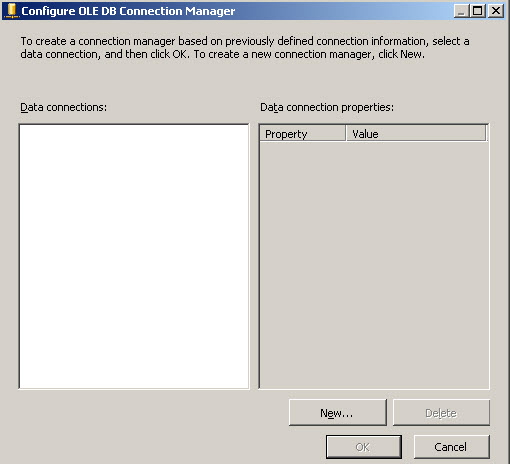 Configure OLE DB Connection Manager
To create a connection manager based on previously defined connection information, select a
data connection, and then click OK. To create a new connection manager, click New.
Data connections:
Data connection properties:
Property Value
New... Delete
OK Cancel